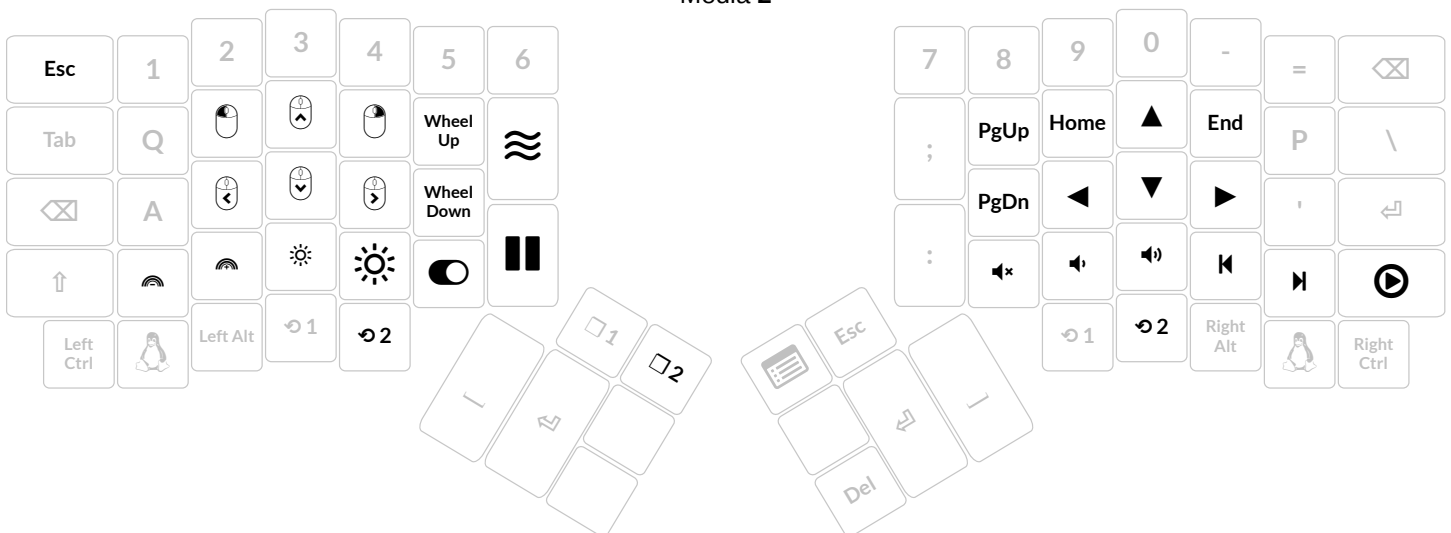 Media 2
Esc 1 2 3 4 5 6 7 8 9 0 - =
Tab Q Wheel Up ; PgUp Home End P \
A Wheel Down PgDn '
:
Left Ctrl Left Alt 1 2 1 2 Esc 1 2 Right Alt Right Ctrl
Del